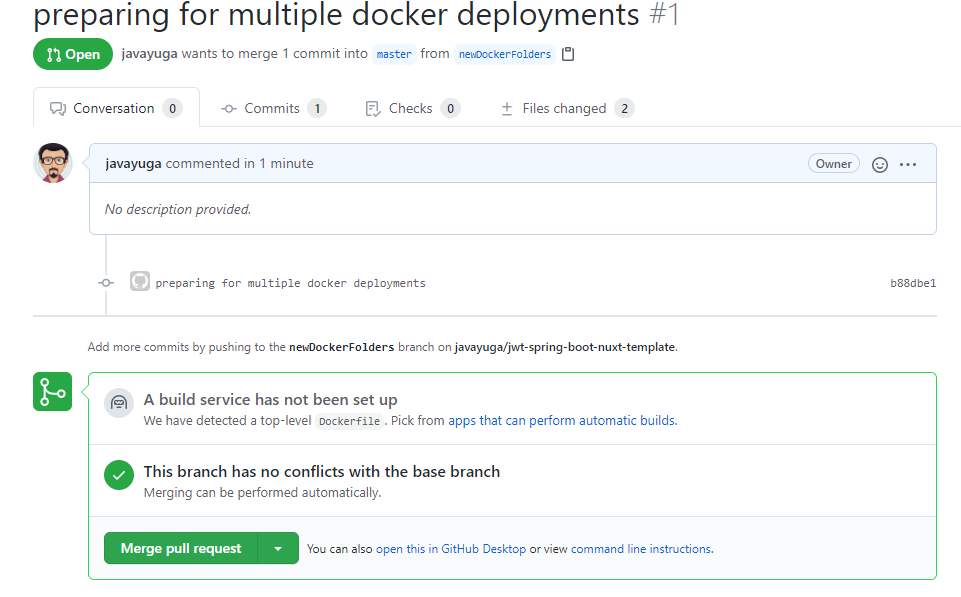 preparing for multiple docker deployments #1
Open javayuga wants to merge 1 commit into master from newDockerFolders
Conversation 0 Commits 1 Checks 0 Files changed 2
javayuga commented in 1 minute Owner
No description provided.
preparing for multiple docker deployments b88dbe1
Add more commits by pushing to the newDockerFolders branch on javayuga/jwt-spring-boot-nuxt-template.
A build service has not been set up
We have detected a top-level Dockerfile. Pick from apps that can perform automatic builds.
This branch has no conflicts with the base branch
Merging can be performed automatically.
Merge pull request You can also open this in GitHub Desktop or view command line instructions.